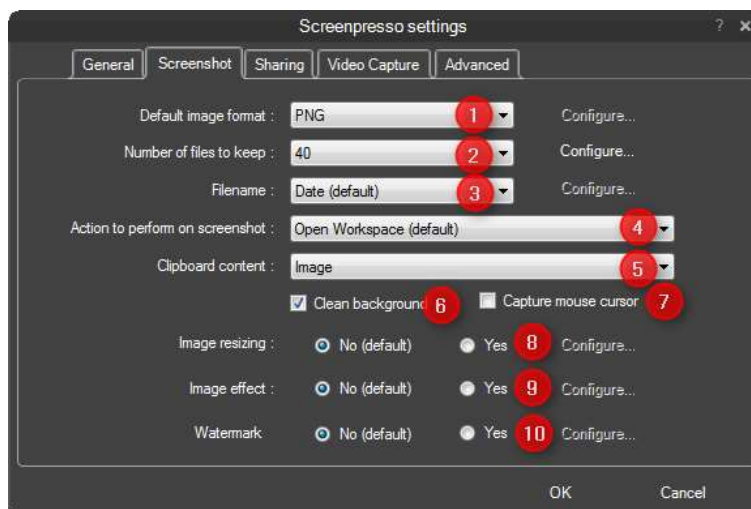 Screenpresso settings ? x
General Screenshot Sharing Video Capture Advanced
Default image format : PNG 1 Configure...
Number of files to keep : 40 2 Configure...
Filename : Date (default) 3 Configure...
Action to perform on screenshot : Open Workspace (default) 4
Clipboard content : Image 5
Clean background 6 Capture mouse cursor 7
Image resizing : No (default) Yes 8 Configure...
Image effect : No (default) Yes 9 Configure...
Watermark No (default) Yes 10 Configure...
OK Cancel